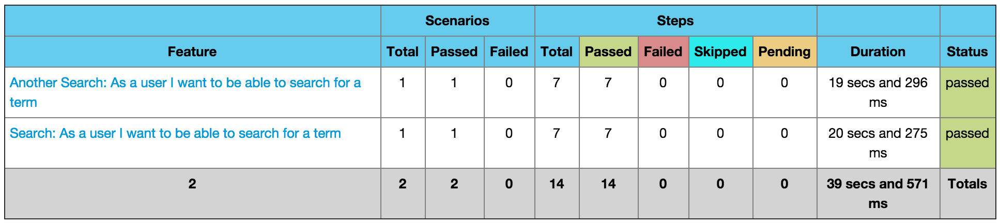 Scenarios Steps
Feature Total Passed Failed Total Passed Failed Skipped Pending Duration Status
Another Search: As a user I want to be able to search for a 1 1 0 7 7 0 0 0 19 secs and 296 passed
term ms
Search: As a user I want to be able to search for a term 1 1 0 7 7 0 0 0 20 secs and 275 passed
ms
2 2 2 0 14 14 0 0 0 39 secs and 571 Totals
ms